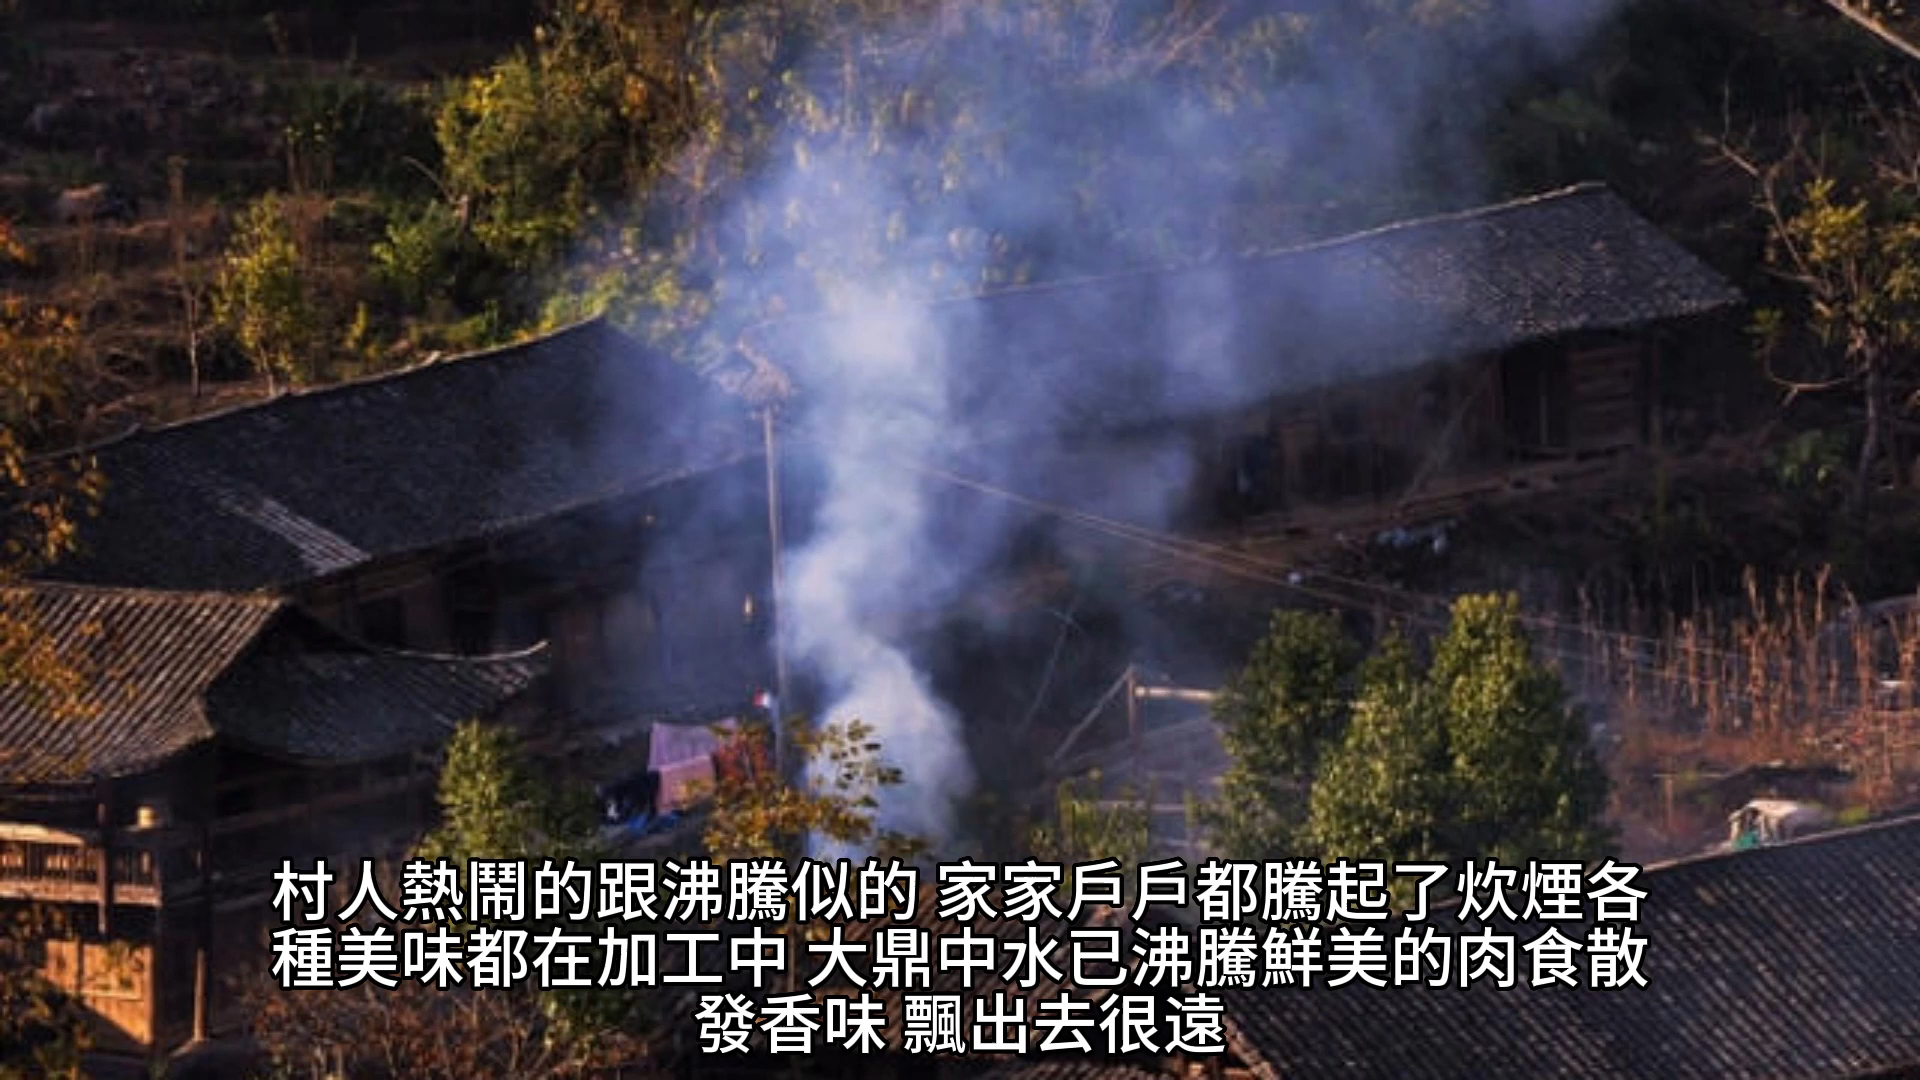 村人熱鬧的跟沸騰似的 家家戶戶都騰起了炊煙各
種美味都在加工中 大鼎中水已沸騰鮮美的肉食散
發香味 飄出去很遠